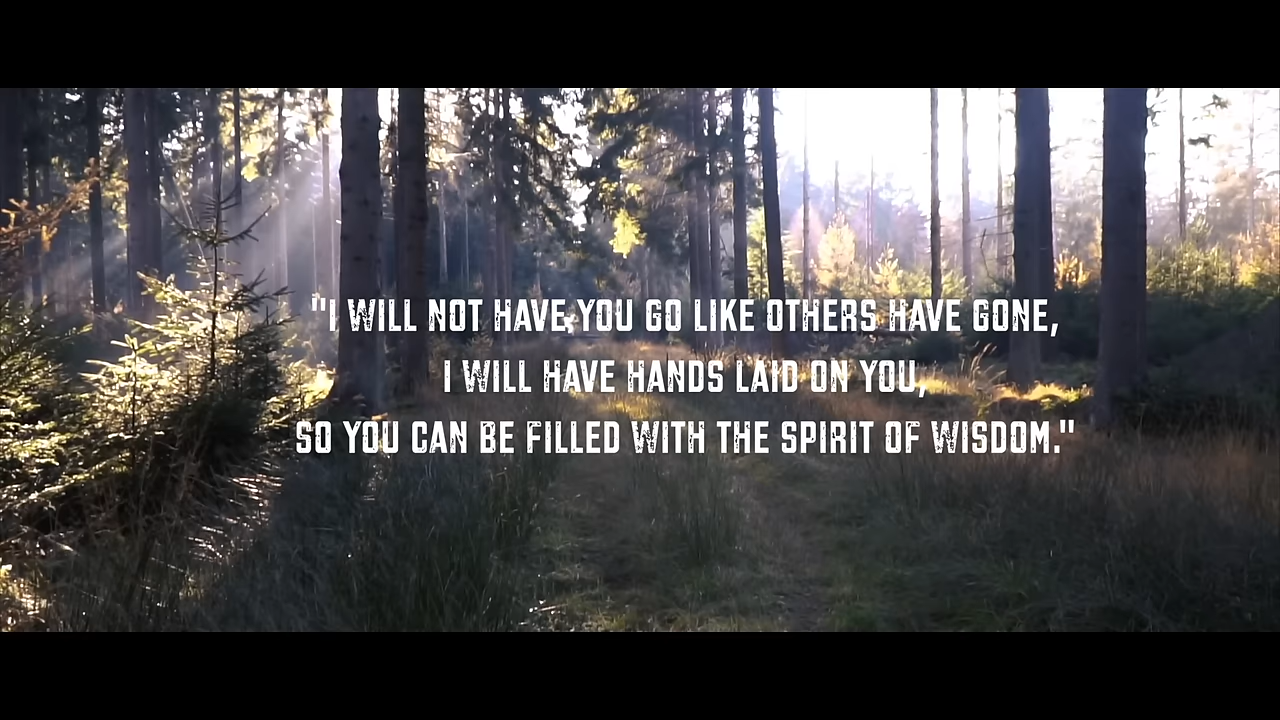 "I WILL NOT HAVE YOU GO LIKE OTHERS HAVE GONE,
I WILL HAVE HANDS LAID ON YOU,
SO YOU CAN BE FILLED WITH THE SPIRIT OF WISDOM."